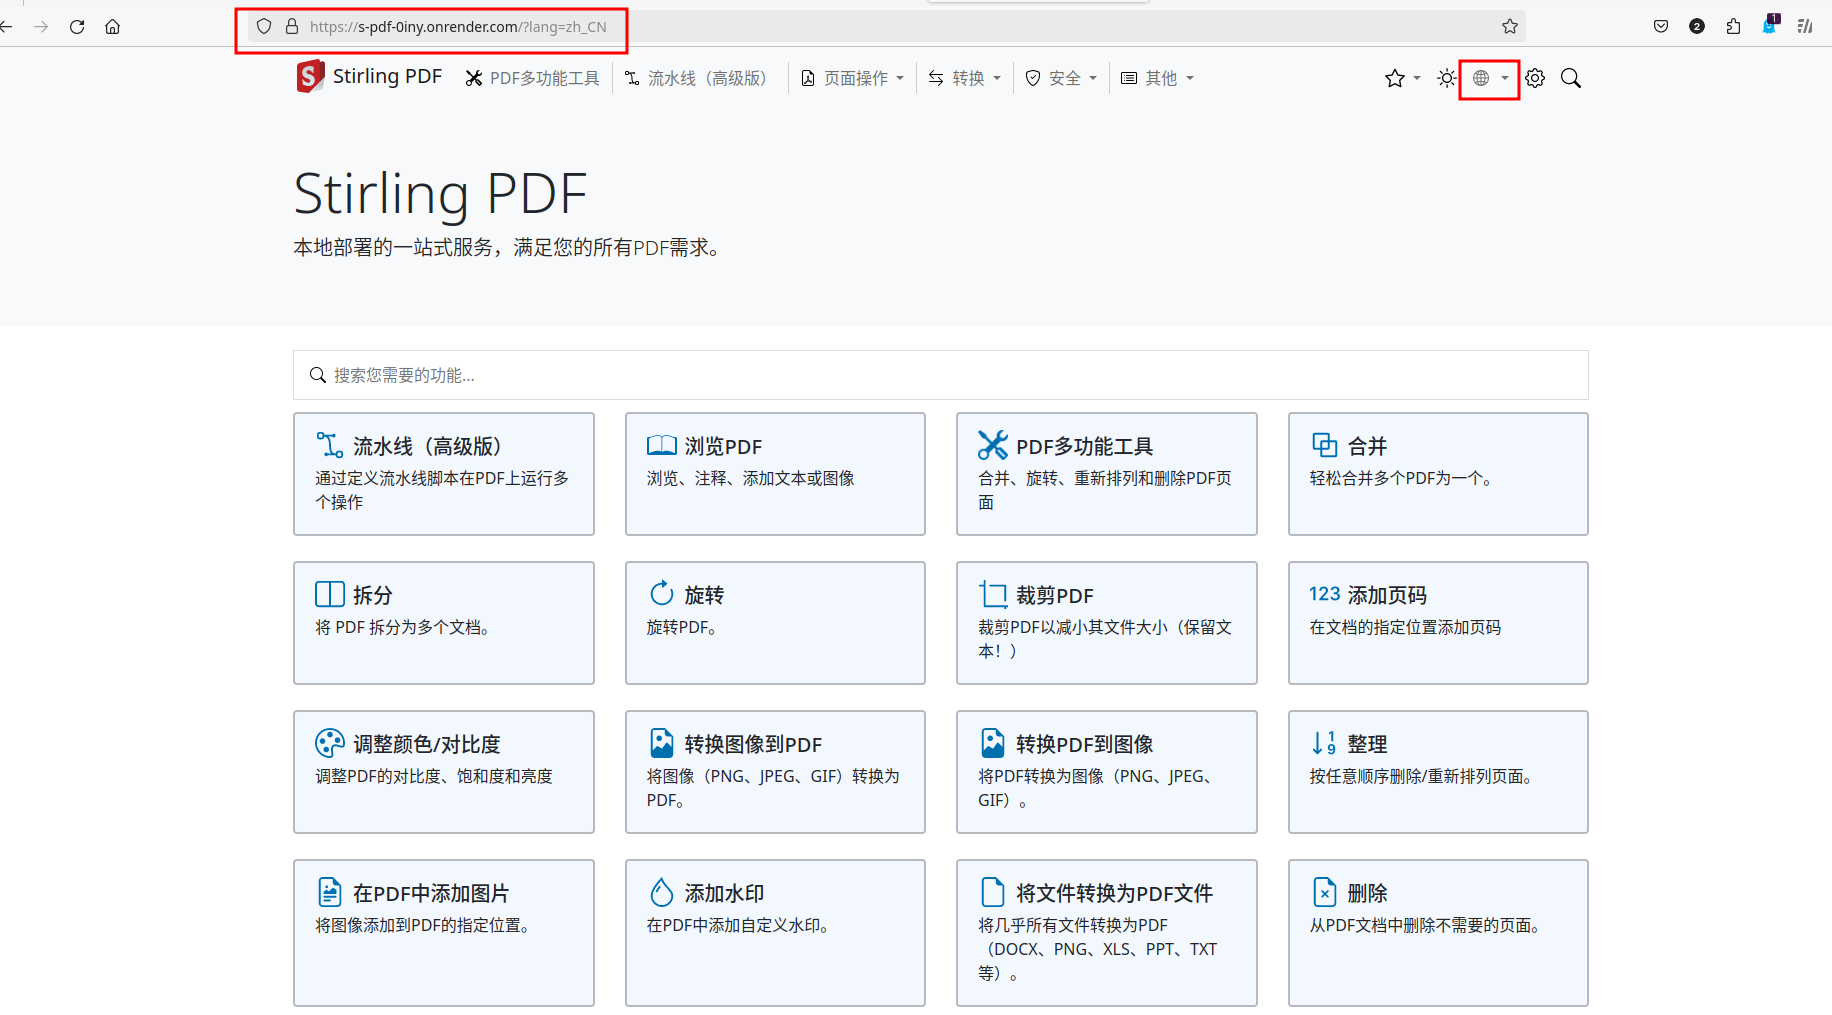 https://s-pdf-0iny.onrender.com/?lang=zh_CN
2
1
Stirling PDF
PDF多功能工具
流水线（高级版）
页面操作
转换
安全
其他
Stirling PDF
本地部署的一站式服务，满足您的所有PDF需求。
搜索您需要的功能...
流水线（高级版）
通过定义流水线脚本在PDF上运行多
个操作
浏览PDF
浏览、注释、添加文本或图像
PDF多功能工具
合并、旋转、重新排列和删除PDF页
面
合并
轻松合并多个PDF为一个。
拆分
将 PDF 拆分为多个文档。
旋转
旋转PDF。
裁剪PDF
裁剪PDF以减小其文件大小（保留文
本！）
123 添加页码
在文档的指定位置添加页码
调整颜色/对比度
调整PDF的对比度、饱和度和亮度
转换图像到PDF
将图像（PNG、JPEG、GIF）转换为
PDF。
转换PDF到图像
将PDF转换为图像（PNG、JPEG、
GIF）。
整理
按任意顺序删除/重新排列页面。
在PDF中添加图片
将图像添加到PDF的指定位置。
添加水印
在PDF中添加自定义水印。
将文件转换为PDF文件
将几乎所有文件转换为PDF
（DOCX、PNG、XLS、PPT、TXT
等）。
删除
从PDF文档中删除不需要的页面。